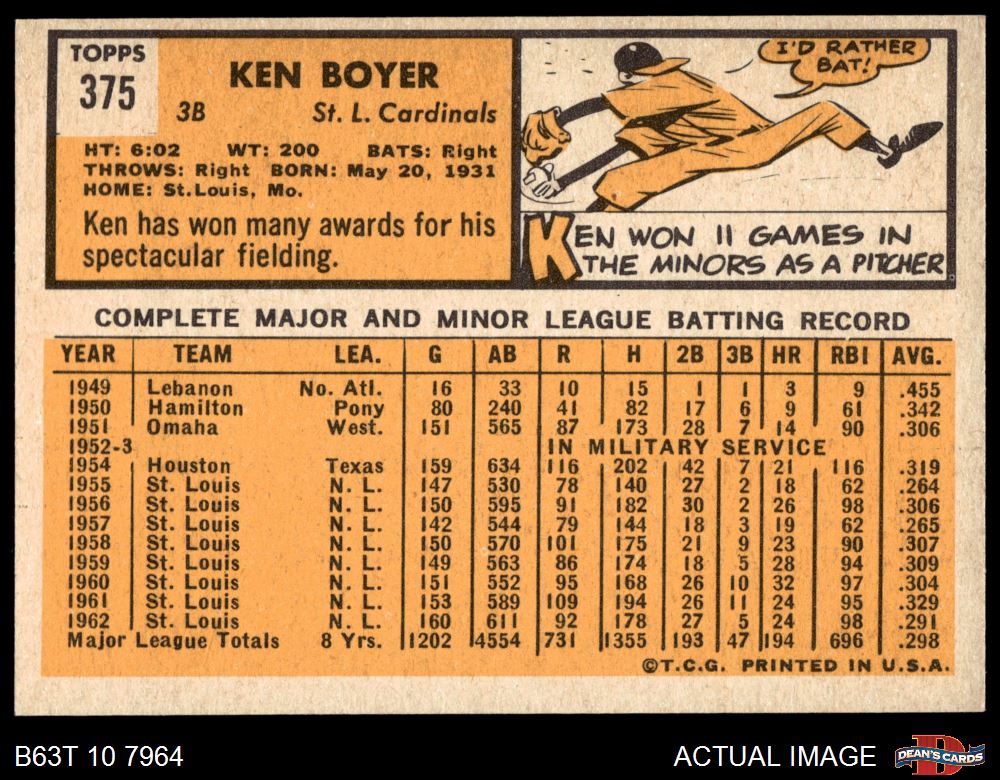 TOPPS
375
KEN BOYER
3B St. L. Cardinals
HT: 6:02 WT: 200 BATS: Right
THROWS: Right BORN: May 20, 1931
HOME: St.Louis, Mo.
Ken has won many awards for his
spectacular fielding.
I'D RATHER
BAT!
KEN WON 11 GAMES IN
THE MINORS AS A PITCHER
COMPLETE MAJOR AND MINOR LEAGUE BATTING RECORD
YEAR TEAM LEA. G AB R H 2B 3B HR RBI AVG.
1949 Lebanon No. Atl. 16 33 10 15 1 1 3 9 .455
1950 Hamilton Pony 80 240 41 82 17 6 9 61 .342
1951 Omaha West. 151 565 87 173 28 7 14 90 .306
1952-3 IN MILITARY SERVICE
1954 Houston Texas 159 634 116 202 42 7 21 116 .319
1955 St. Louis N. L. 147 530 78 140 27 2 18 62 .264
1956 St. Louis N. L. 150 595 91 182 30 2 26 98 .306
1957 St. Louis N. L. 142 544 79 144 18 3 19 62 .265
1958 St. Louis N. L. 150 570 101 175 21 9 23 90 .307
1959 St. Louis N. L. 149 563 86 174 18 5 28 94 .309
1960 St. Louis N. L. 151 552 95 168 26 10 32 97 .304
1961 St. Louis N. L. 153 589 109 194 26 11 24 95 .329
1962 St. Louis N. L. 160 611 92 178 27 5 24 98 .291
Major League Totals 8 Yrs. 1202 4554 731 1355 193 47 194 696 .298
©T.C.G. PRINTED IN U.S.A.
B63T 10 7964
ACTUAL IMAGE
DEAN'S CARDS